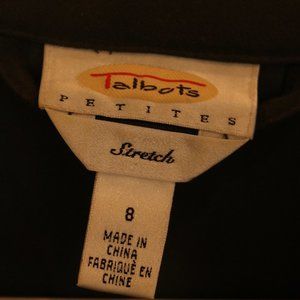 Talbots
PETITES
Stretch
8
MADE IN
CHINA
FABRIQUÉ EN
CHINE